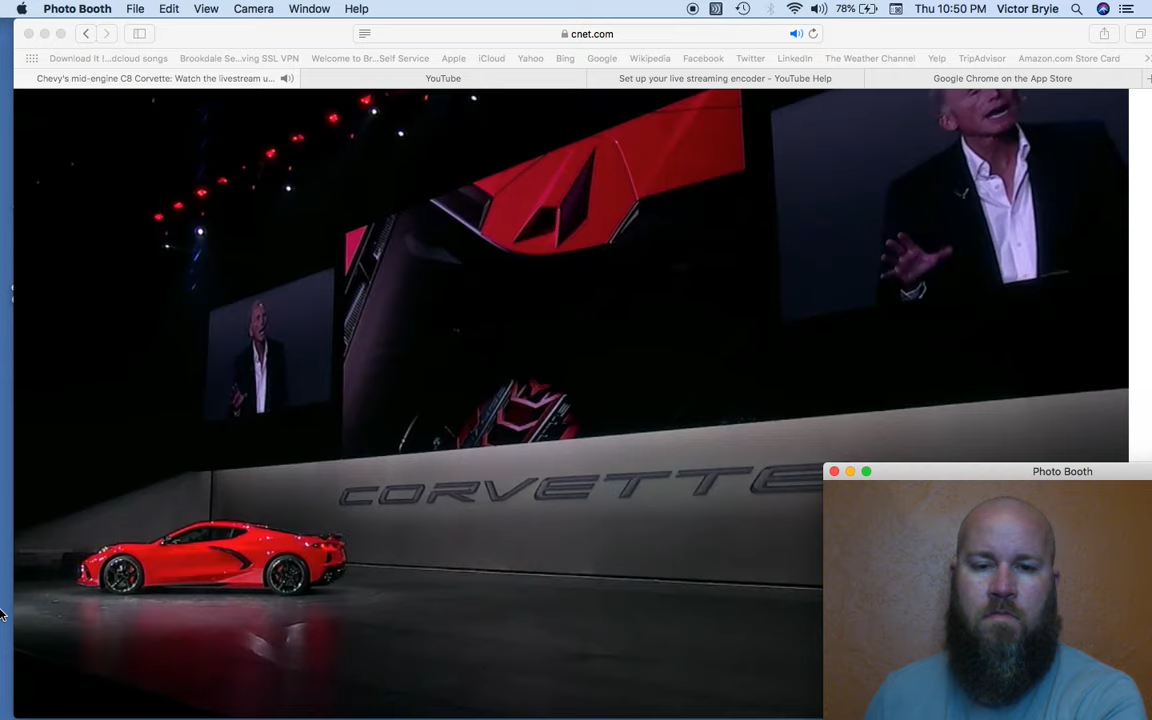 Photo Booth File Edit View Camera Window Help 78% Thu 10:50 PM Victor Bryie
cnet.com
Download It !...dcloud songs Brookdale Se...ving SSL VPN Welcome to Br...Self Service Apple iCloud Yahoo Bing Google Wikipedia Facebook Twitter LinkedIn The Weather Channel Yelp TripAdvisor Amazon.com Store Card
Chevy's mid-engine C8 Corvette: Watch the livestream u... YouTube Set up your live streaming encoder - YouTube Help Google Chrome on the App Store
CORVETTE
Photo Booth